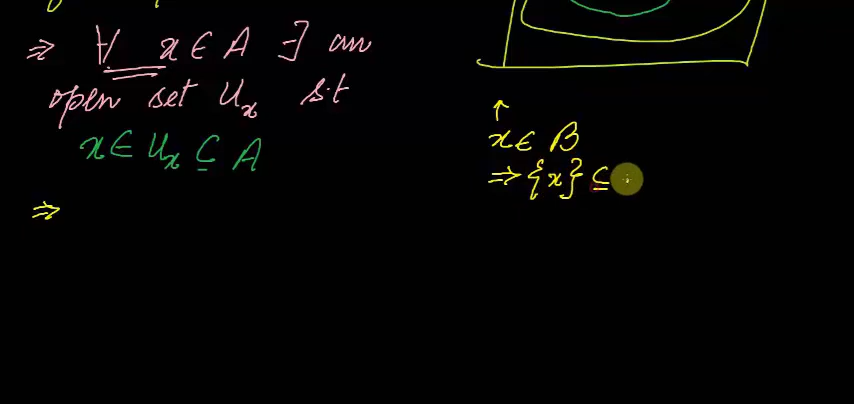 ⇒ ∀ x ∈ A ∃ an
open set Uₓ s.t
x ∈ Uₓ ⊆ A
⇒
↑
x ∈ B
⇒ {x} ⊆